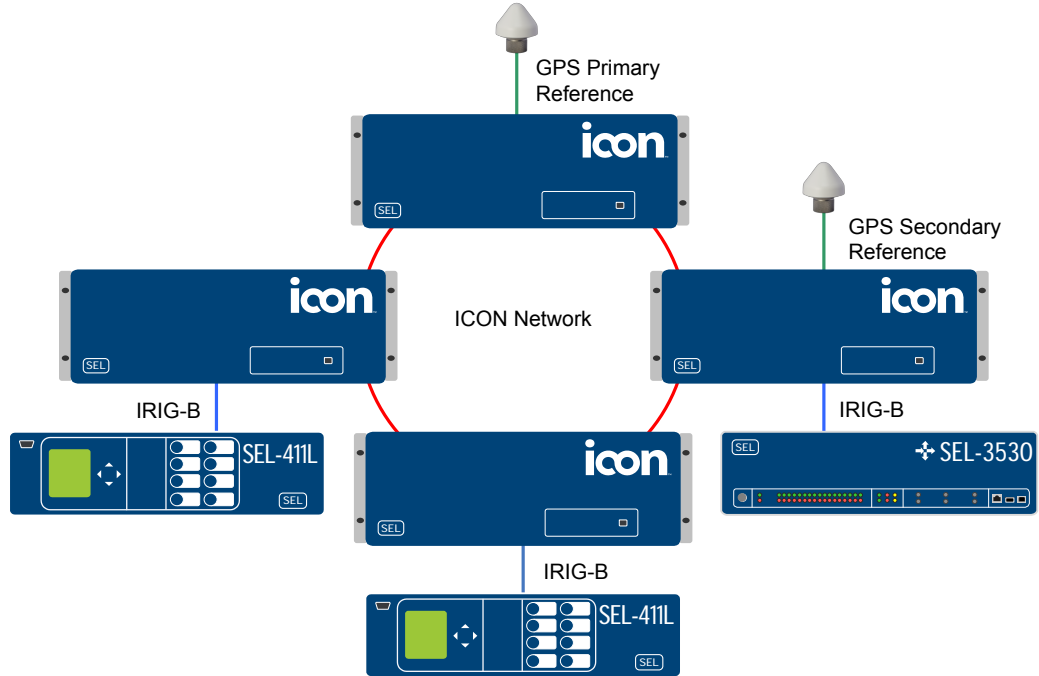 GPS Primary
Reference
icon
SEL
GPS Secondary
Reference
icon
SEL
ICON Network
icon
SEL
IRIG-B
IRIG-B
SEL-411L
SEL
icon
SEL
SEL
SEL-3530
IRIG-B
SEL-411L
SEL